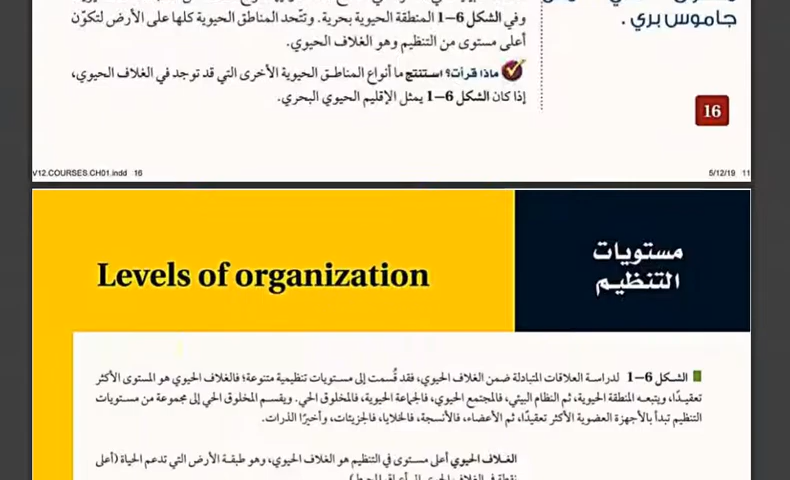 جاموس بري .
وفي الشكل 6–1 المنطقة الحيوية بحرية. وتتّحد المناطق الحيوية كلها على الأرض لتكوّن
أعلى مستوى من التنظيم وهو الغلاف الحيوي.
ماذا قرأت؟ استنتج ما أنواع المناطق الحيوية الأخرى التي قد توجد في الغلاف الحيوي،
إذا كان الشكل 6–1 يمثل الإقليم الحيوي البحري.
16
V12.COURSES.CH01.indd 16
5/12/19 11
مستويات
التنظيم
Levels of organization
الشكل 6–1 لدراسة العلاقات المتبادلة ضمن الغلاف الحيوي، فقد قُسمت إلى مستويات تنظيمية متنوعة؛ فالغلاف الحيوي هو المستوى الأكثر
تعقيدًا، ويتبعه المنطقة الحيوية، ثم النظام البيئي، فالمجتمع الحيوي، فالجماعة الحيوية، فالمخلوق الحي. ويقسم المخلوق الحي إلى مجموعة من مستويات
التنظيم تبدأ بالأجهزة العضوية الأكثر تعقيدًا، ثم الأعضاء، فالأنسجة، فالخلايا، فالجزيئات، وأخيرًا الذرات.
الغلاف الحيوي أعلى مستوى في التنظيم هو الغلاف الحيوي، وهو طبقة الأرض التي تدعم الحياة (أعلى